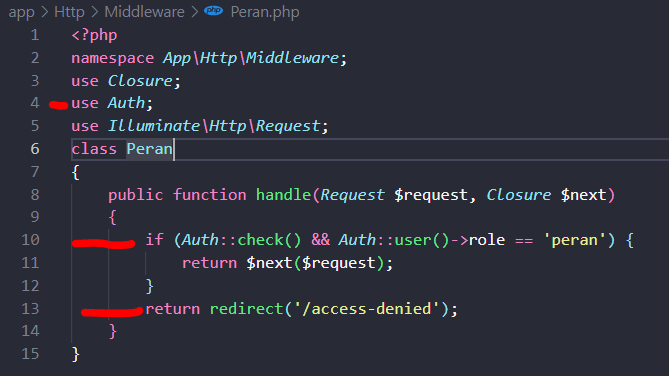 app > Http > Middleware > php Peran.php
1 <?php
2 namespace App\Http\Middleware;
3 use Closure;
4 use Auth;
5 use Illuminate\Http\Request;
6 class Peran
7 {
8 public function handle(Request $request, Closure $next)
9 {
10 if (Auth::check() && Auth::user()->role == 'peran') {
11 return $next($request);
12 }
13 return redirect('/access-denied');
14 }
15 }